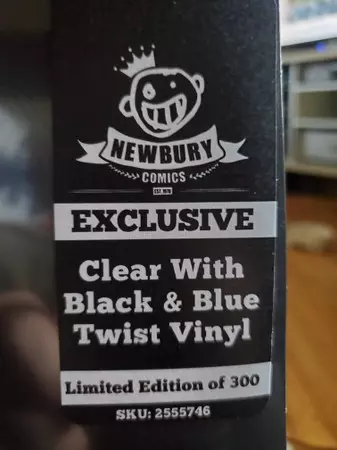 NEWBURY
COMICS
EST. 1978
EXCLUSIVE
Clear With
Black & Blue
Twist Vinyl
Limited Edition of 300
SKU: 2555746